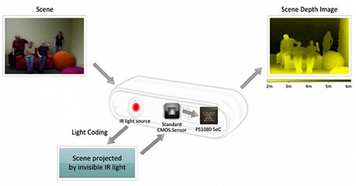 Scene
Scene Depth Image
2m 3m 4m 5m 6m
IR light source
Standard
CMOS Sensor
PS1080 SoC
Light Coding
Scene projected
by invisible IR light